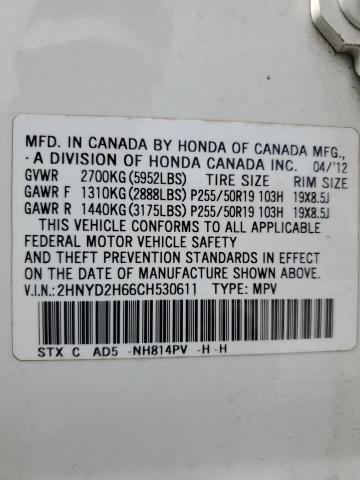 MFD. IN CANADA BY HONDA OF CANADA MFG.,
A DIVISION OF HONDA CANADA INC. 04/'12
GVWR 2700KG(5952LBS) TIRE SIZE RIM SIZE
GAWR F 1310KG(2888LBS) P255/50R19 103H 19X8.5J
GAWR R 1440KG(3175LBS) P255/50R19 103H 19X8.5J
THIS VEHICLE CONFORMS TO ALL APPLICABLE
FEDERAL MOTOR VEHICLE SAFETY
AND THEFT PREVENTION STANDARDS IN EFFECT
ON THE DATE OF MANUFACTURE SHOWN ABOVE.
V.I.N.:2HNYD2H66CH530611 TYPE: MPV
STX C AD5 -NH814PV -H-H